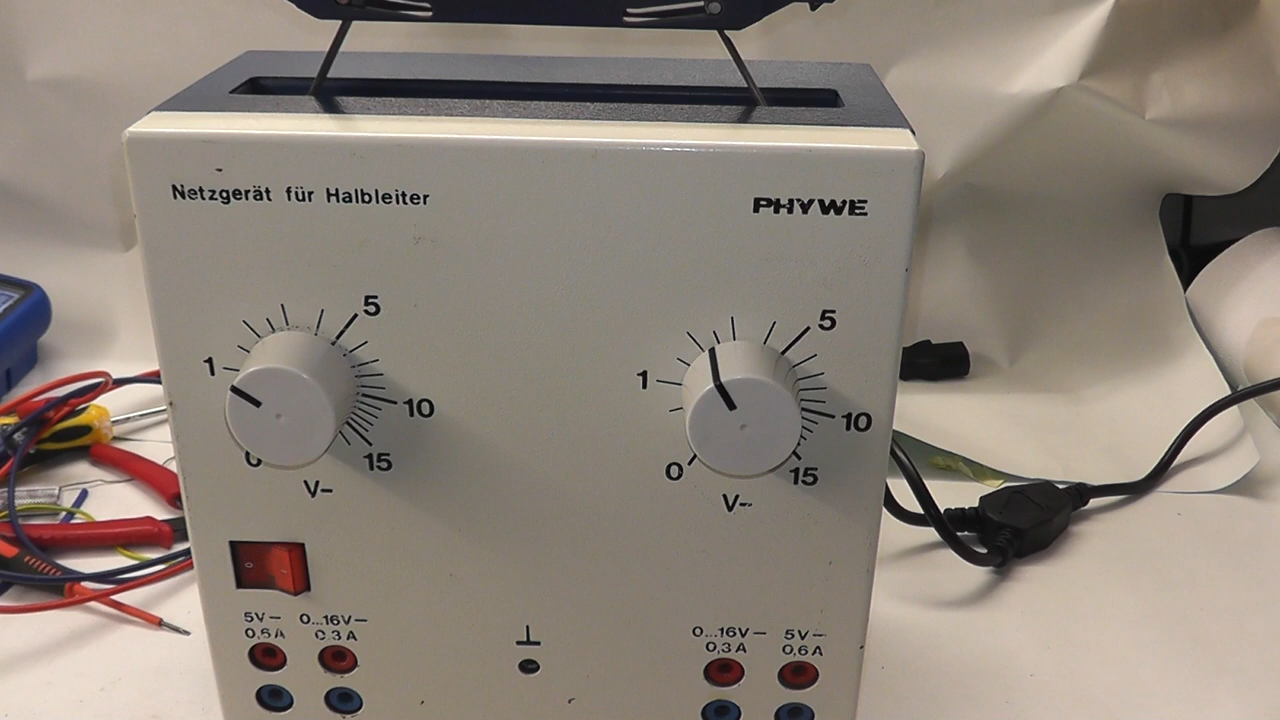 Netzgerät für Halbleiter
PHYWE
5
1
10
0
15
V-
5
1
10
0
15
V-
5V-
0,6A
0...16V-
0.3A
⊥
0...16V-
0,3A
5V-
0,6A